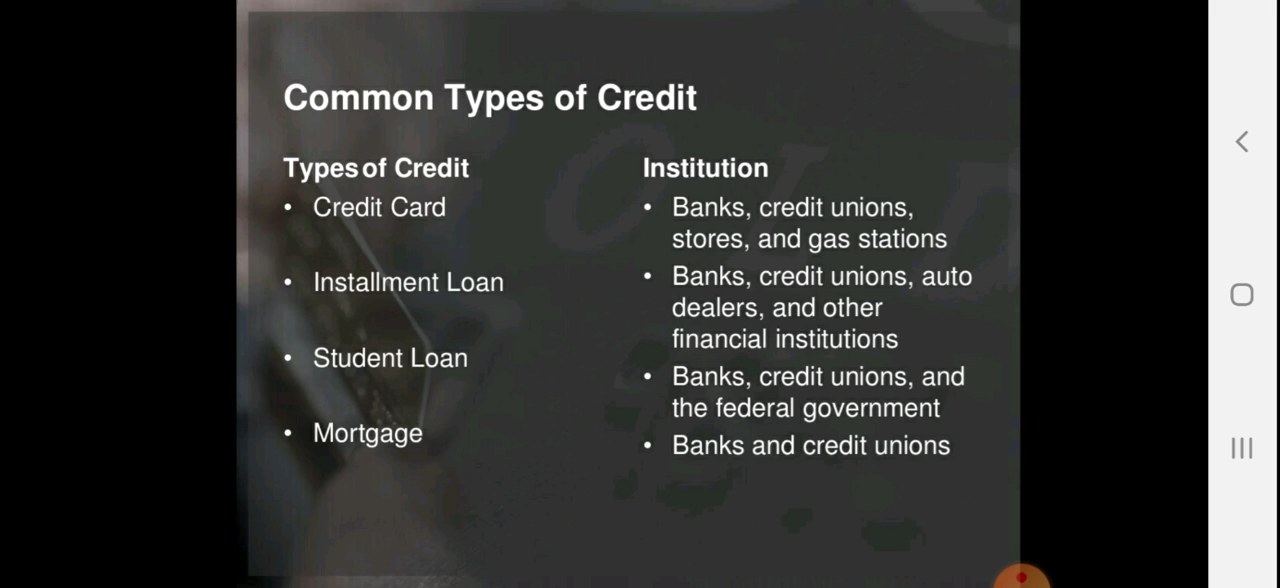 Common Types of Credit
Types of Credit
• Credit Card
• Installment Loan
• Student Loan
• Mortgage
Institution
• Banks, credit unions,
stores, and gas stations
• Banks, credit unions, auto
dealers, and other
financial institutions
• Banks, credit unions, and
the federal government
• Banks and credit unions